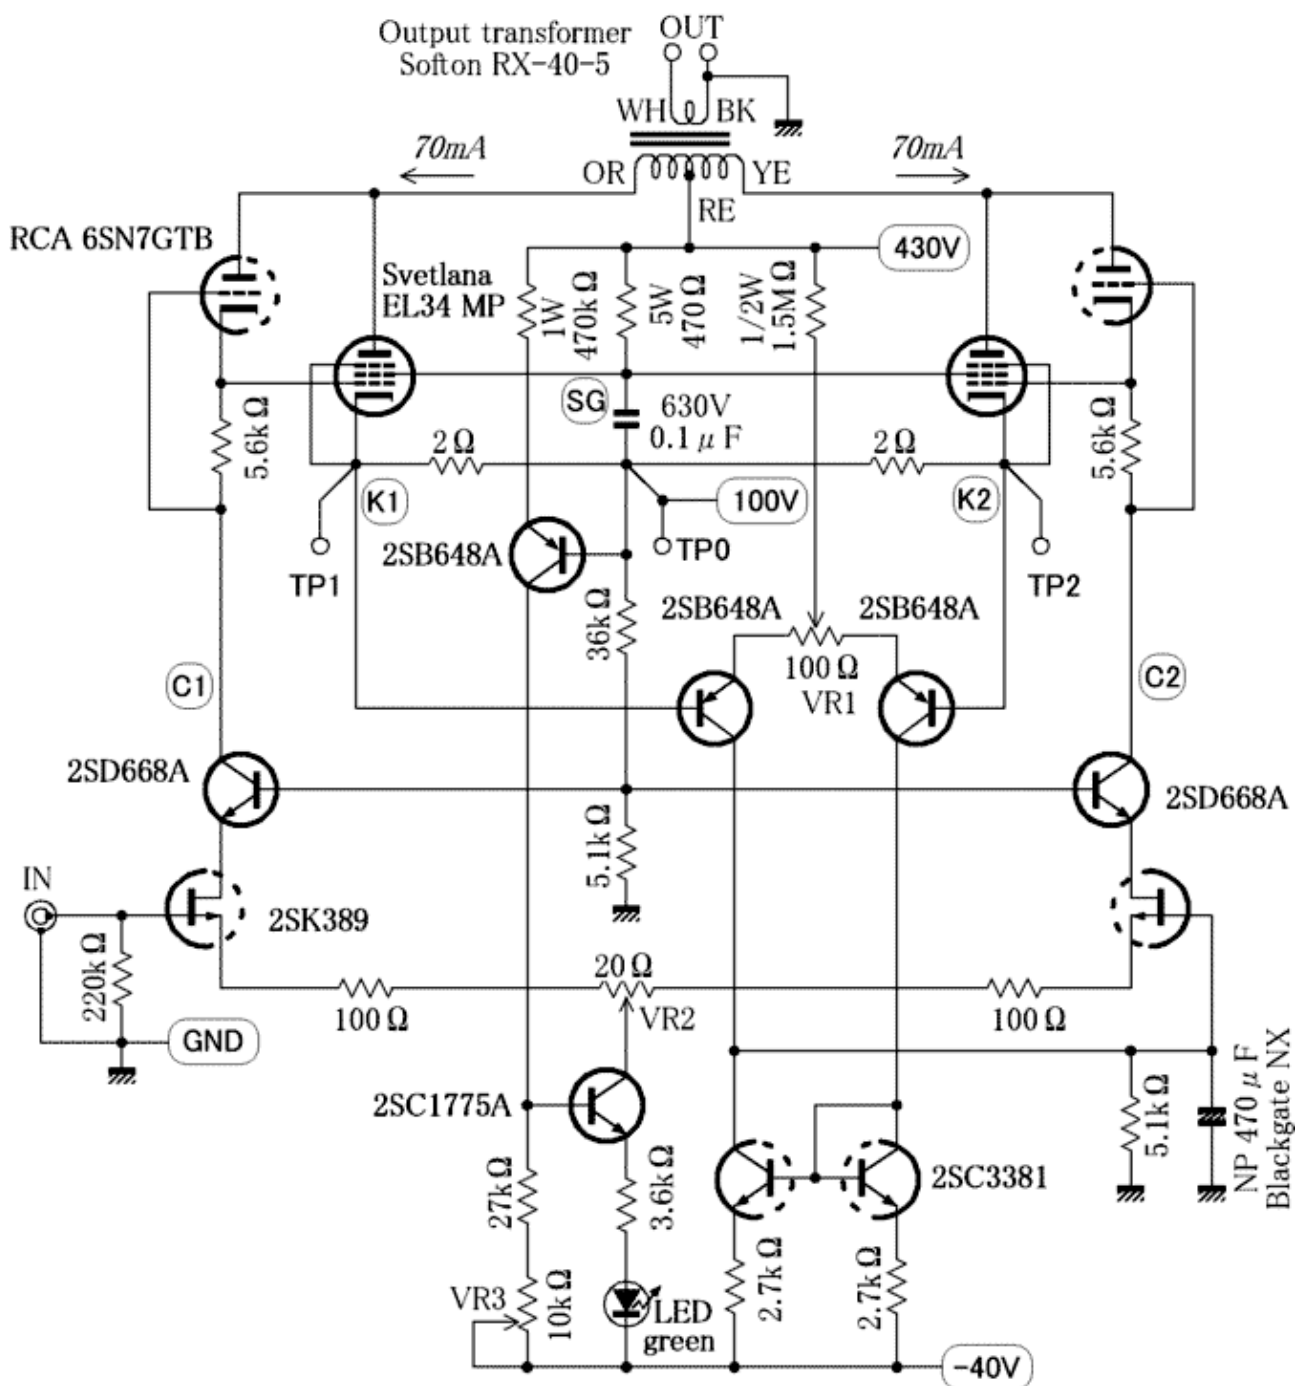 Output transformer
Softon RX-40-5
OUT
WH
BK
70mA
70mA
OR
YE
RE
RCA 6SN7GTB
430V
Svetlana
EL34 MP
1W
470kΩ
5W
470Ω
1/2W
1.5MΩ
SG
630V
0.1μF
5.6kΩ
5.6kΩ
2Ω
2Ω
K1
K2
100V
TP1
TP0
TP2
2SB648A
36kΩ
2SB648A
2SB648A
100Ω
VR1
C1
C2
2SD668A
2SD668A
5.1kΩ
IN
2SK389
220kΩ
20Ω
100Ω
VR2
100Ω
GND
2SC1775A
5.1kΩ
NP 470μF
Blackgate NX
27kΩ
3.6kΩ
2SC3381
2.7kΩ
2.7kΩ
VR3
10kΩ
LED
green
-40V